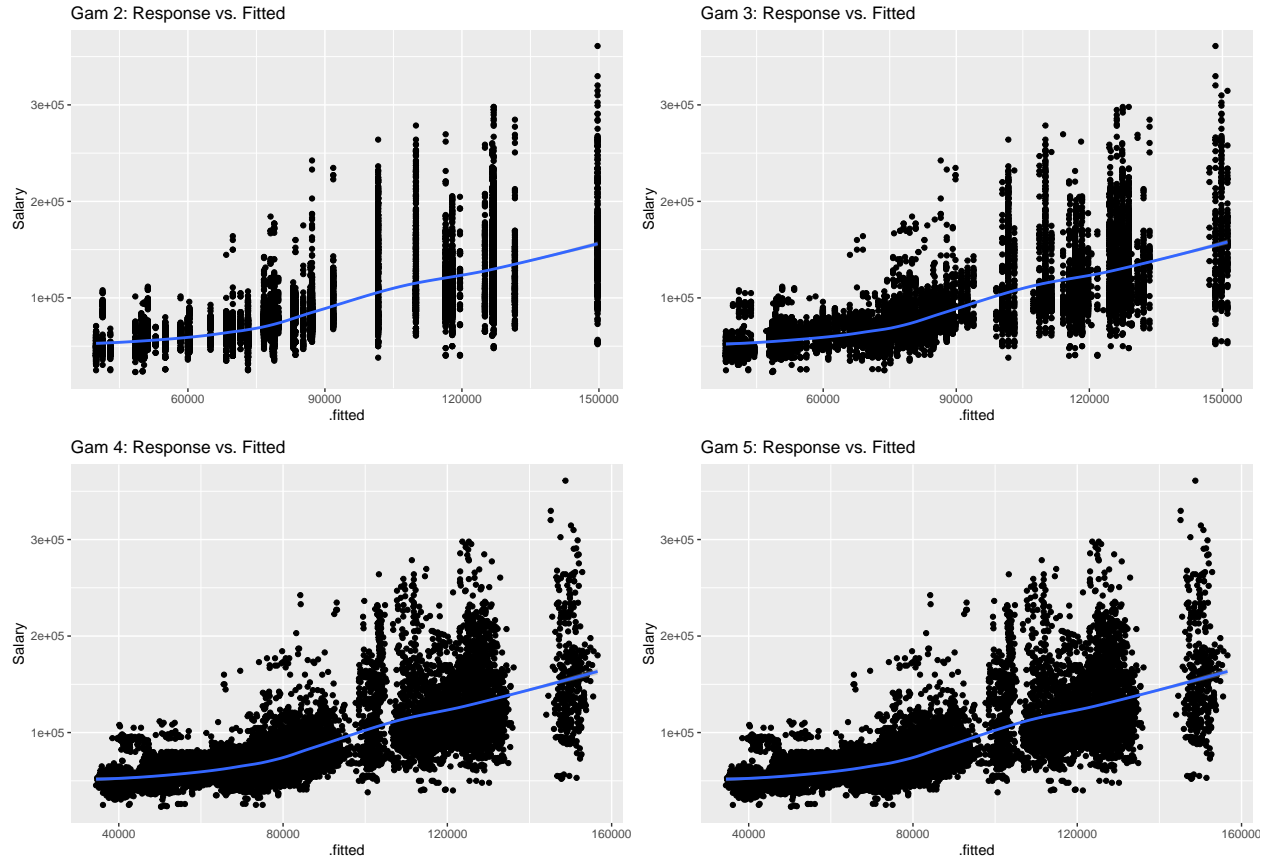 Gam 2: Response vs. Fitted
3e+05
2e+05
1e+05
Salary
60000 90000 120000 150000
.fitted
Gam 3: Response vs. Fitted
3e+05
2e+05
1e+05
Salary
60000 90000 120000 150000
.fitted
Gam 4: Response vs. Fitted
3e+05
2e+05
1e+05
Salary
40000 80000 120000 160000
.fitted
Gam 5: Response vs. Fitted
3e+05
2e+05
1e+05
Salary
40000 80000 120000 160000
.fitted